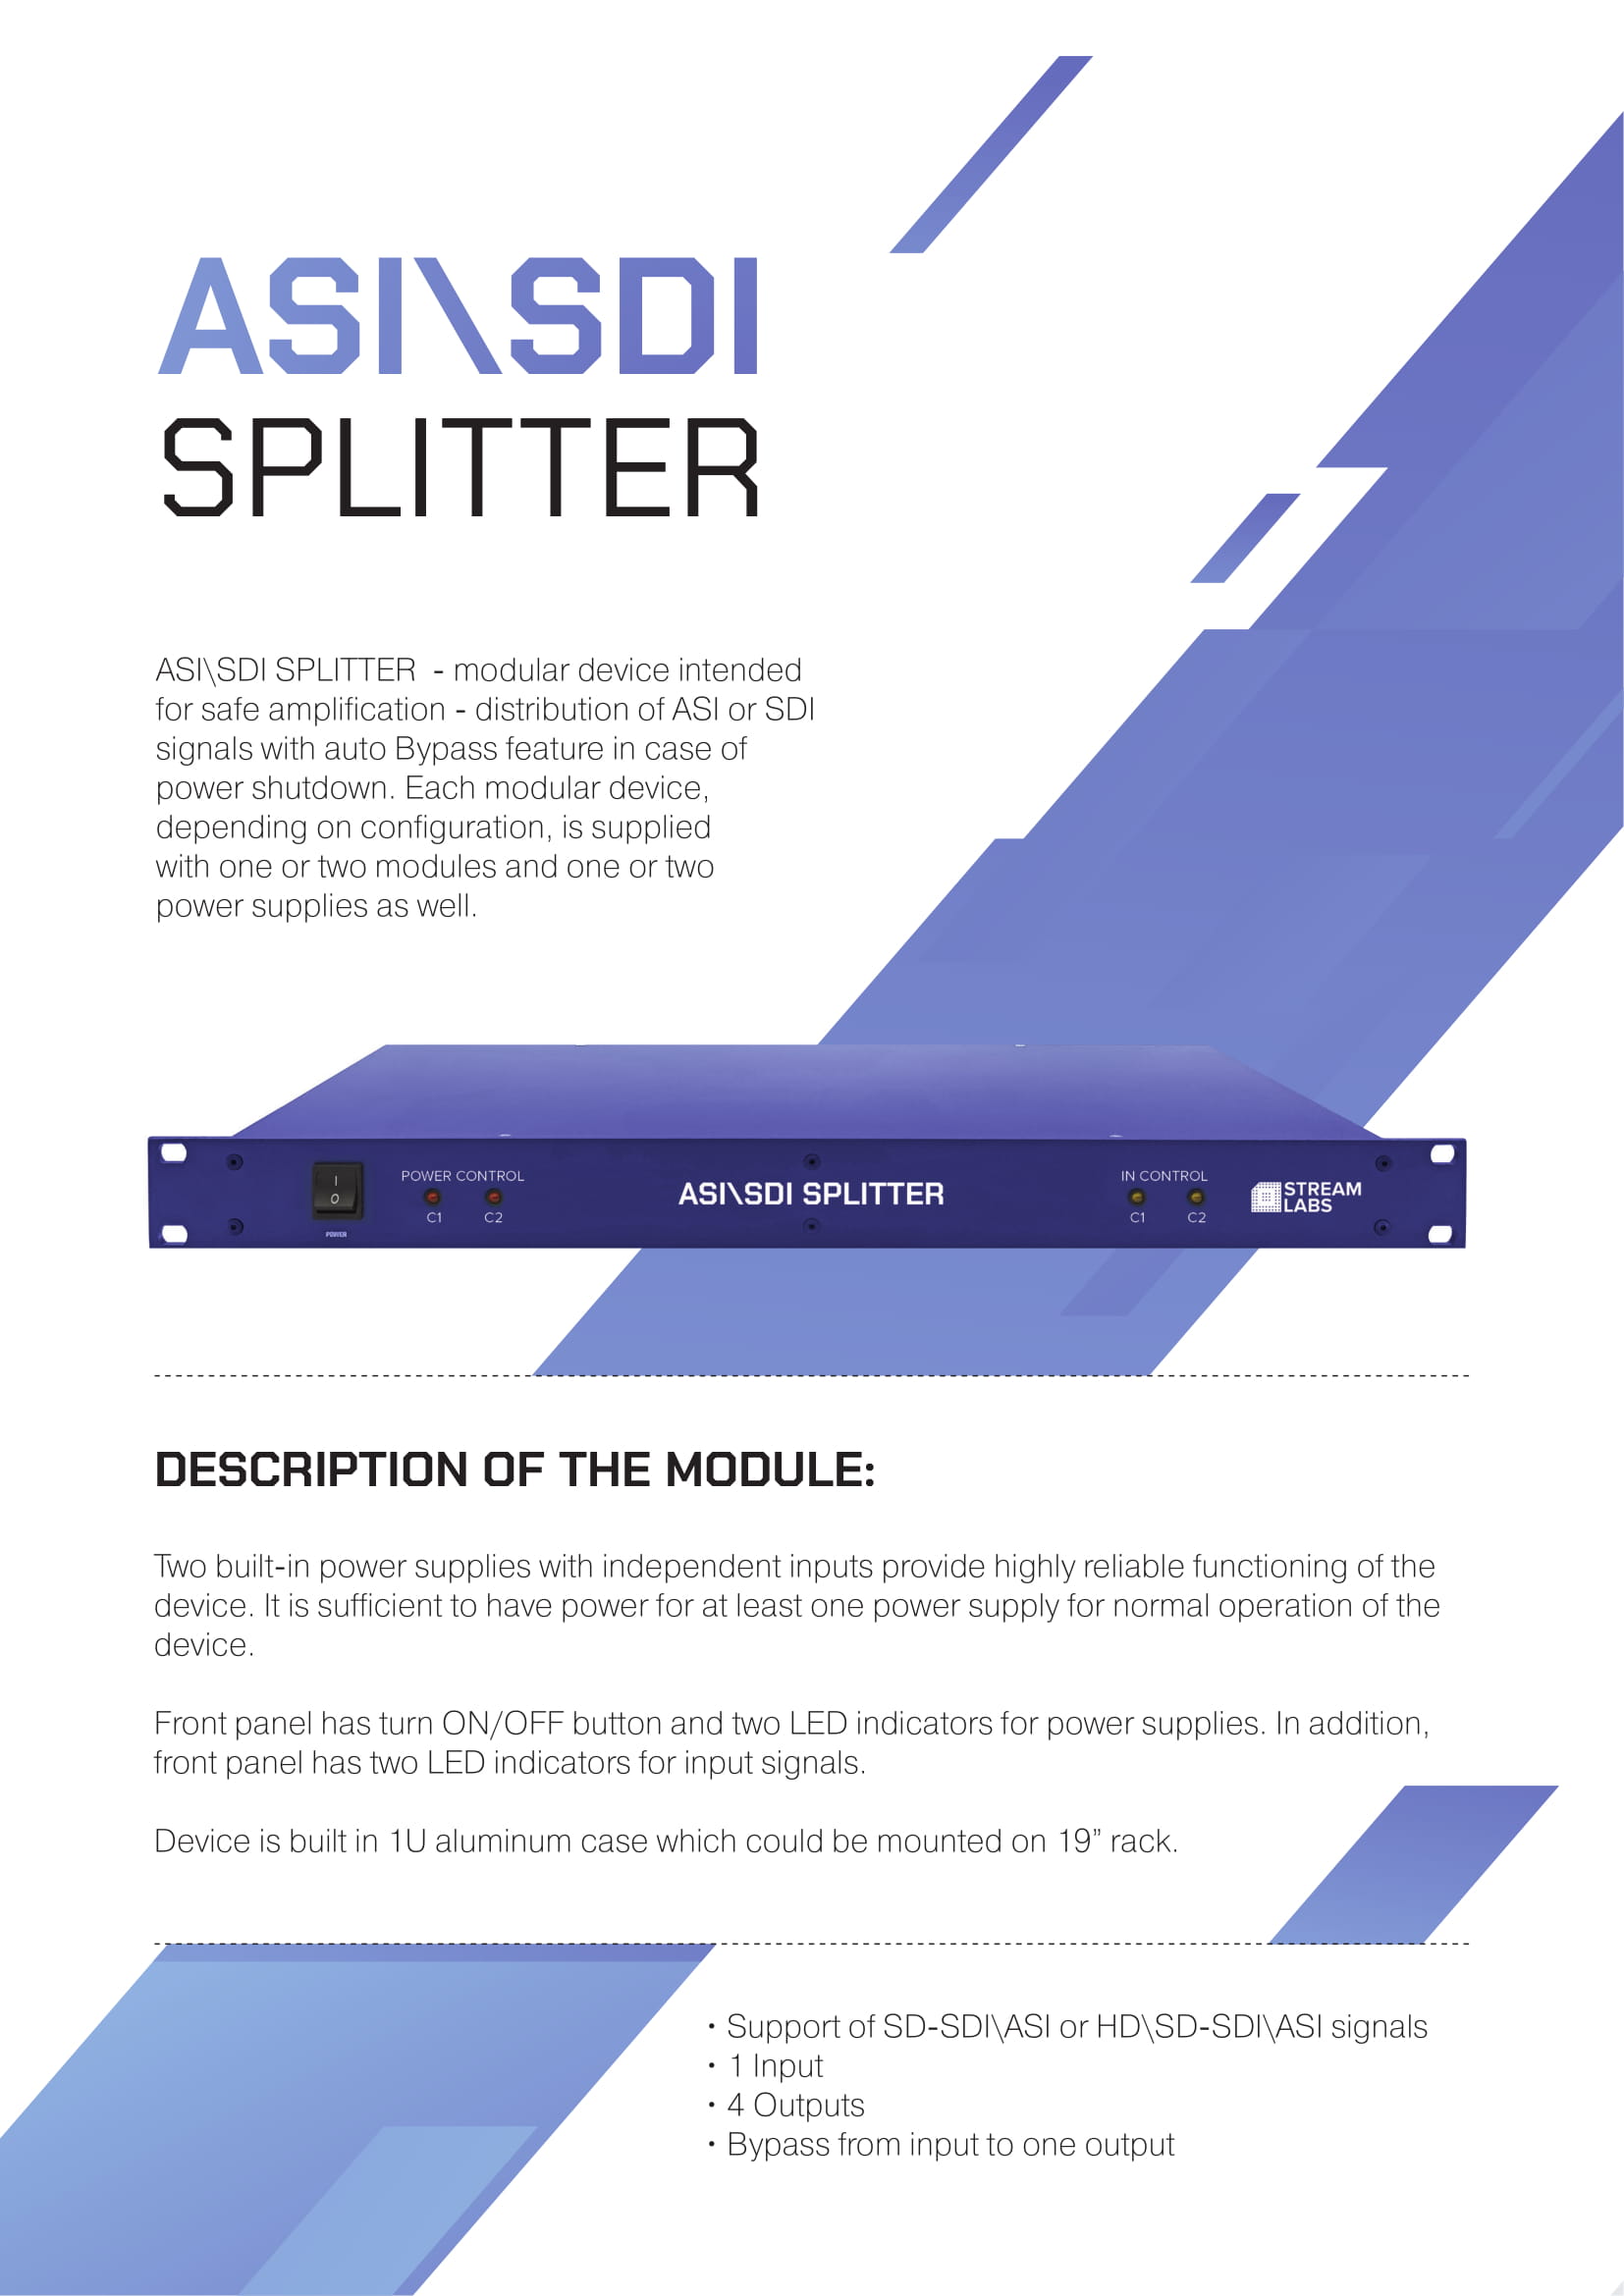 ASI\SDI
SPLITTER
ASI\SDI SPLITTER - modular device intended
for safe amplification - distribution of ASI or SDI
signals with auto Bypass feature in case of
power shutdown. Each modular device,
depending on configuration, is supplied
with one or two modules and one or two
power supplies as well.
I
O
POWER
POWER CONTROL
C1 C2
ASI\SDI SPLITTER
IN CONTROL
C1 C2
STREAM
LABS
DESCRIPTION OF THE MODULE:
Two built-in power supplies with independent inputs provide highly reliable functioning of the
device. It is sufficient to have power for at least one power supply for normal operation of the
device.
Front panel has turn ON/OFF button and two LED indicators for power supplies. In addition,
front panel has two LED indicators for input signals.
Device is built in 1U aluminum case which could be mounted on 19” rack.
• Support of SD-SDI\ASI or HD\SD-SDI\ASI signals
• 1 Input
• 4 Outputs
• Bypass from input to one output